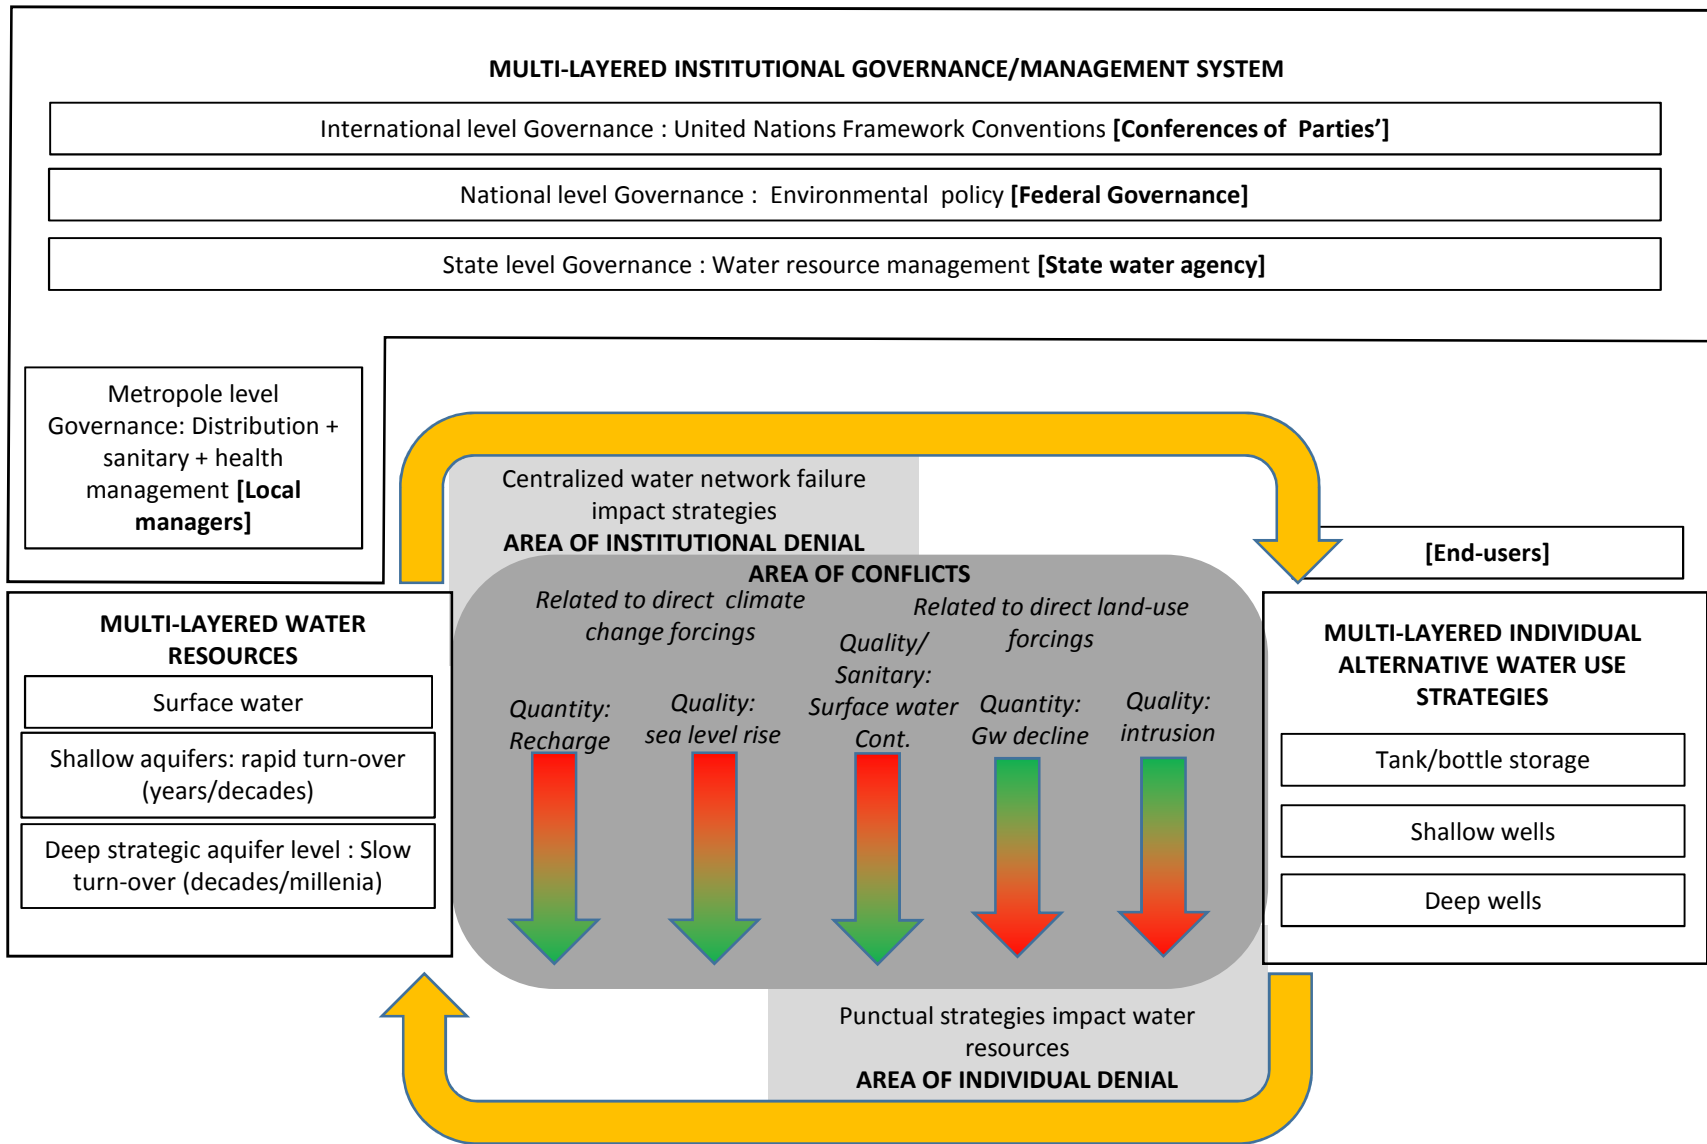 MULTI-LAYERED INSTITUTIONAL GOVERNANCE/MANAGEMENT SYSTEM
International level Governance : United Nations Framework Conventions [Conferences of Parties’]
National level Governance : Environmental policy [Federal Governance]
State level Governance : Water resource management [State water agency]
Metropole level
Governance: Distribution +
sanitary + health
management [Local
managers]
Centralized water network failure
impact strategies
AREA OF INSTITUTIONAL DENIAL
[End-users]
AREA OF CONFLICTS
Related to direct climate
change forcings
Related to direct land-use
forcings
Quantity:
Recharge
Quality:
sea level rise
Quality/
Sanitary:
Surface water
Cont.
Quantity:
Gw decline
Quality:
intrusion
MULTI-LAYERED WATER
RESOURCES
Surface water
Shallow aquifers: rapid turn-over
(years/decades)
Deep strategic aquifer level : Slow
turn-over (decades/millenia)
MULTI-LAYERED INDIVIDUAL
ALTERNATIVE WATER USE
STRATEGIES
Tank/bottle storage
Shallow wells
Deep wells
Punctual strategies impact water
resources
AREA OF INDIVIDUAL DENIAL